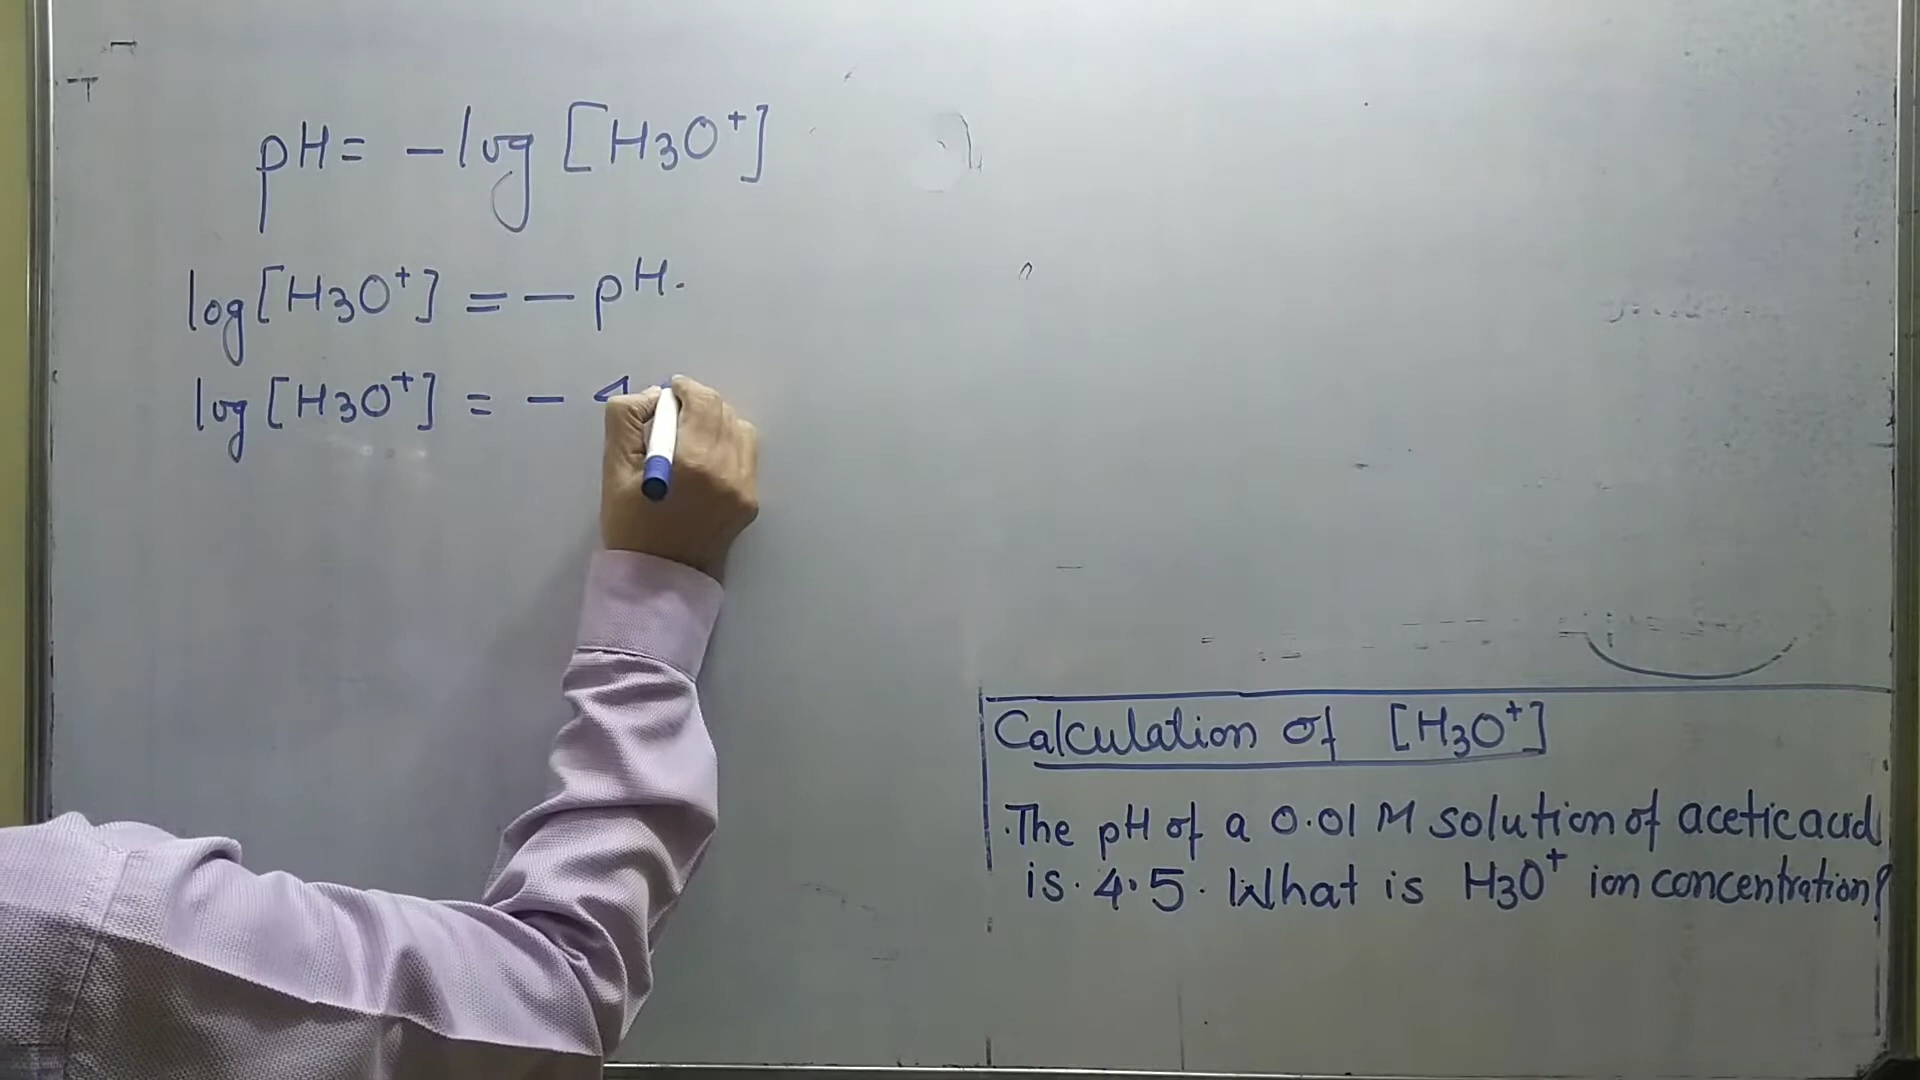 pH = - log [H3O+]
log [H3O+] = - pH.
log [H3O+] = - 4
Calculation of [H3O+]
The pH of a 0.01 M solution of acetic acid
is 4.5. What is H3O+ ion concentration?